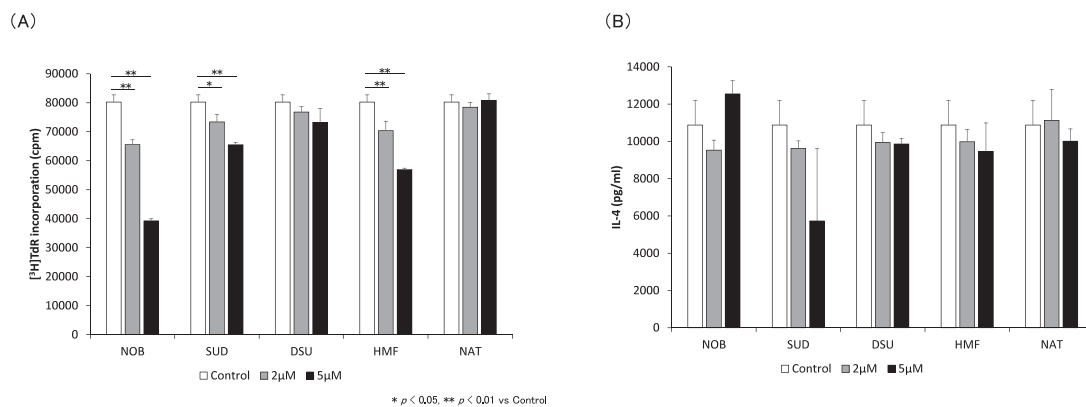 (A)
(B)
** ** ** * ** **
[³H]TdR incorporation (cpm)
90000
80000
70000
60000
50000
40000
30000
20000
10000
0
NOB SUD DSU HMF NAT
Control 2μM 5μM
* p < 0.05, ** p < 0.01 vs Control
IL-4 (pg/ml)
14000
12000
10000
8000
6000
4000
2000
0
NOB SUD DSU HMF NAT
Control 2μM 5μM